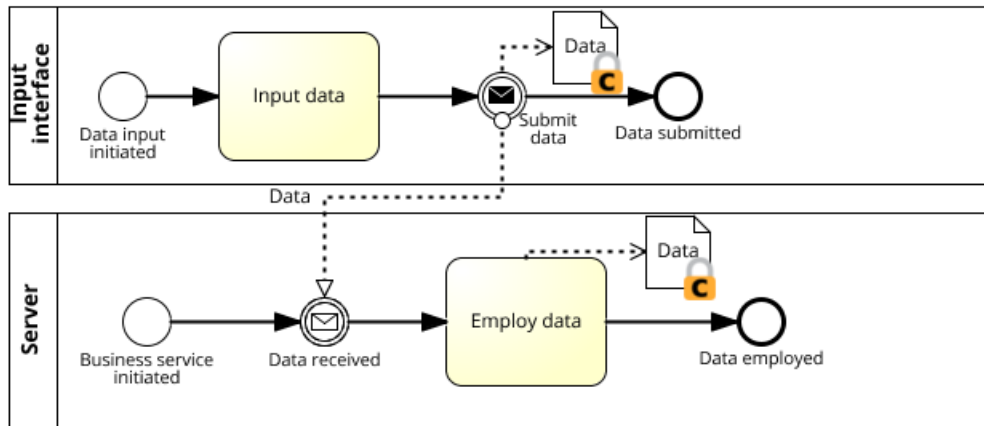 Input
interface
Data
C
Input data
Submit
data
Data input
initiated
Data submitted
Data
Server
Data
C
Employ data
Business service
initiated
Data received
Data employed